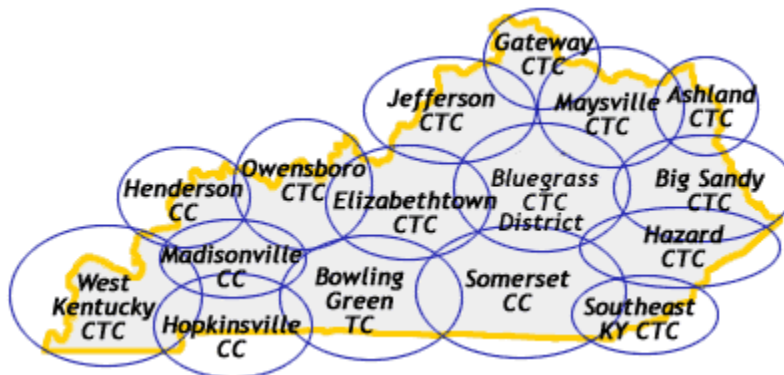 Gateway
CTC
Jefferson
CTC
Maysville
CTC
Ashland
CTC
Owensboro
CTC
Henderson
CC
Elizabethtown
CTC
Bluegrass
CTC
District
Big Sandy
CTC
Madisonville
CC
Hazard
CTC
West
Kentucky
CTC
Bowling
Green
TC
Somerset
CC
Southeast
KY CTC
Hopkinsville
CC